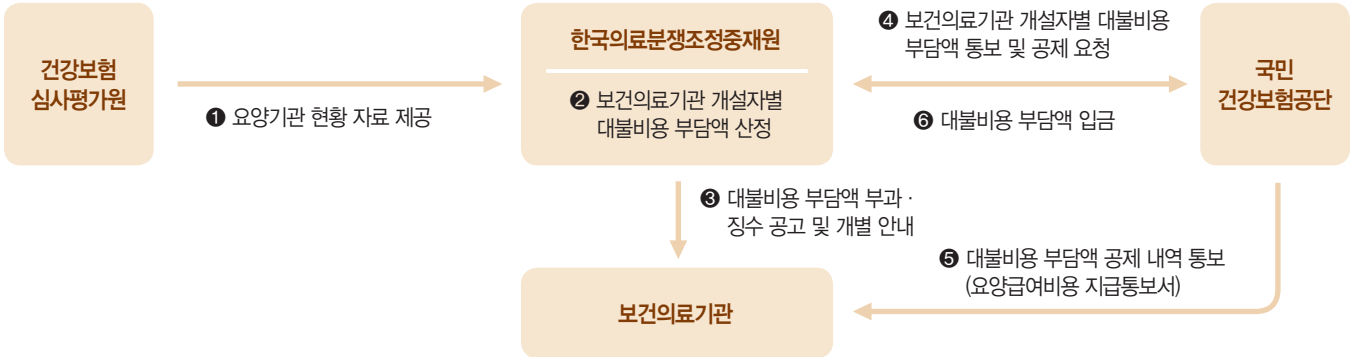 건강보험
심사평가원
❶ 요양기관 현황 자료 제공
한국의료분쟁조정중재원
❷ 보건의료기관 개설자별
대불비용 부담액 산정
❹ 보건의료기관 개설자별 대불비용
부담액 통보 및 공제 요청
❻ 대불비용 부담액 입금
국민
건강보험공단
❸ 대불비용 부담액 부과 ·
징수 공고 및 개별 안내
❺ 대불비용 부담액 공제 내역 통보
(요양급여비용 지급통보서)
보건의료기관